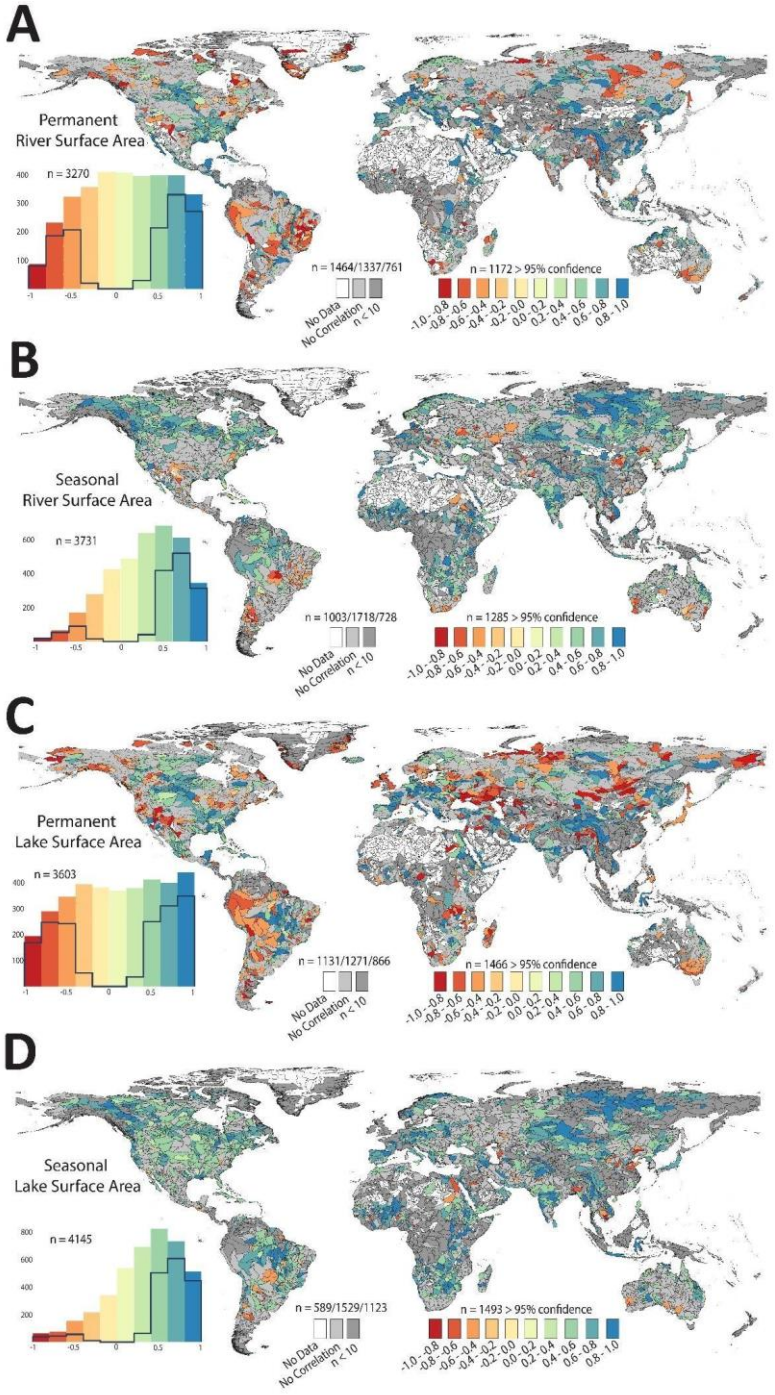 A
Permanent
River Surface Area
n = 3270
400
300
200
100
-1 -0.5 0 0.5 1
n = 1464/1337/761
No Data
No Correlation
n < 10
n = 1172 > 95% confidence
-1.0 - -0.8
-0.8 - -0.6
-0.6 - -0.4
-0.4 - -0.2
-0.2 - 0.0
0.0 - 0.2
0.2 - 0.4
0.4 - 0.6
0.6 - 0.8
0.8 - 1.0
B
Seasonal
River Surface Area
n = 3731
600
400
200
-1 -0.5 0 0.5 1
n = 1003/1718/728
No Data
No Correlation
n < 10
n = 1285 > 95% confidence
-1.0 - -0.8
-0.8 - -0.6
-0.6 - -0.4
-0.4 - -0.2
-0.2 - 0.0
0.0 - 0.2
0.2 - 0.4
0.4 - 0.6
0.6 - 0.8
0.8 - 1.0
C
Permanent
Lake Surface Area
n = 3603
400
300
200
100
-1 -0.5 0 0.5 1
n = 1131/1271/866
No Data
No Correlation
n < 10
n = 1466 > 95% confidence
-1.0 - -0.8
-0.8 - -0.6
-0.6 - -0.4
-0.4 - -0.2
-0.2 - 0.0
0.0 - 0.2
0.2 - 0.4
0.4 - 0.6
0.6 - 0.8
0.8 - 1.0
D
Seasonal
Lake Surface Area
n = 4145
800
600
400
200
-1 -0.5 0 0.5 1
n = 589/1529/1123
No Data
No Correlation
n < 10
n = 1493 > 95% confidence
-1.0 - -0.8
-0.8 - -0.6
-0.6 - -0.4
-0.4 - -0.2
-0.2 - 0.0
0.0 - 0.2
0.2 - 0.4
0.4 - 0.6
0.6 - 0.8
0.8 - 1.0